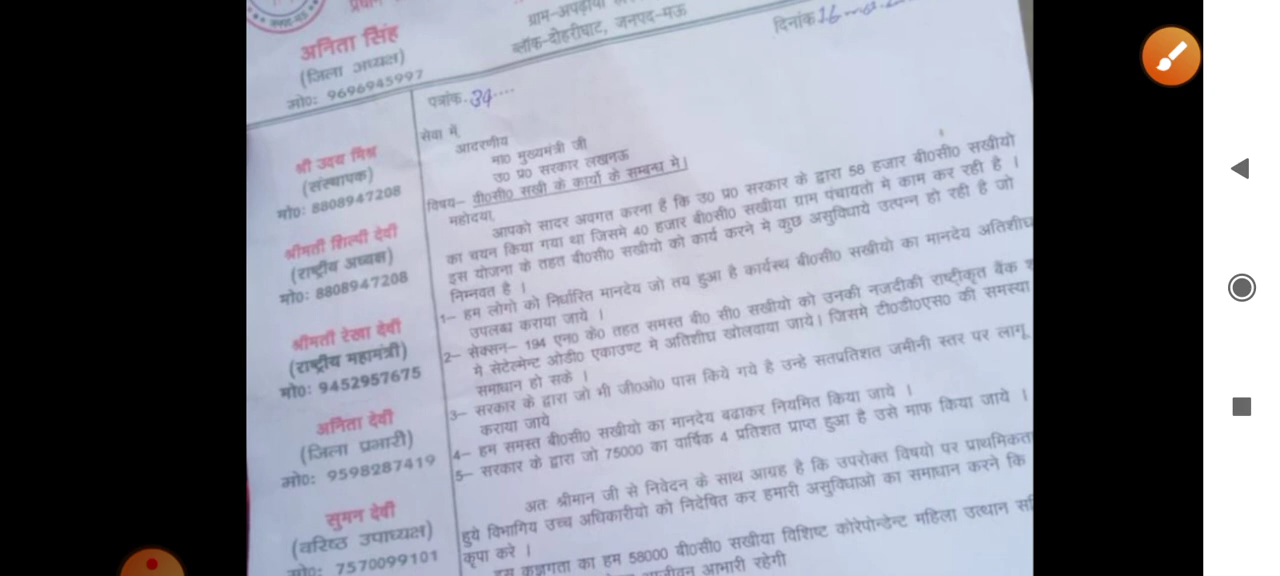 प्रधान
जनपद-मऊ
ग्राम-अपढ़ीया
ब्लॉक-दोहरीघाट, जनपद-मऊ
दिनांक 16
अनिता सिंह
(जिला अध्यक्ष)
मो0: 9696945997
श्री उदय मिश्र
(संस्थापक)
मो0: 8808947208
श्रीमती शिल्पी देवी
(राष्ट्रीय अध्यक्ष)
मो0: 8808947208
श्रीमती रेखा देवी
(राष्ट्रीय महामंत्री)
मो0: 9452957675
अनिता देवी
(जिला प्रभारी)
मो0: 9598287419
सुमन देवी
(वरिष्ठ उपाध्यक्ष)
मो0: 7570099101
पत्रांक. 34....
सेवा में,
आदरणीय
मा0 मुख्यमंत्री जी
उ0 प्र0 सरकार लखनऊ
विषय– बी0सी0 सखी के कार्यो के सम्बन्ध मे।
महोदया,
आपको सादर अवगत करना है कि उ0 प्र0 सरकार के द्वारा 58 हजार बी0सी0 सखीयो
का चयन किया गया था जिसमे 40 हजार बी0सी0 सखीया ग्राम पंचायतो मे काम कर रही है ।
इस योजना के तहत बी0सी0 सखीयो को कार्य करने मे कुछ असुविधाये उत्पन्न हो रही है जो
निम्नवत है ।
1– हम लोगो को निर्धारित मानदेय जो तय हुआ है कार्यस्थ बी0सी0 सखीयो का मानदेय अतिशीघ्र
उपलब्ध कराया जाये ।
2– सेक्सन– 194 एन0 के0 तहत समस्त बी0 सी0 सखीयो को उनकी नजदीकी राष्ट्रीकृत बैंक
मे सेटेल्मेन्ट ओडी0 एकाउण्ट मे अतिशीघ्र खोलवाया जाये। जिसमे टी0डी0एस0 की समस्या
समाधान हो सके ।
3– सरकार के द्वारा जो भी जी0ओ0 पास किये गये है उन्हे सतप्रतिशत जमीनी स्तर पर लागू
कराया जाये
4– हम समस्त बी0सी0 सखीयो का मानदेय बढाकर नियमित किया जाये ।
5– सरकार के द्वारा जो 75000 का वार्षिक 4 प्रतिशत प्राप्त हुआ है उसे माफ किया जाये ।
अतः श्रीमान जी से निवेदन के साथ आग्रह है कि उपरोक्त विषयो पर प्राथमिकता
हुये विभागिय उच्च अधिकारीयो को निदेषित कर हमारी असुविधाओ का समाधान करने कि
कृपा करे ।
इस कृतज्ञता का हम 58000 बी0सी0 सखीया विशिष्ट कोरेपोन्डेन्ट महिला उत्थान
आजीवन आभारी रहेगी